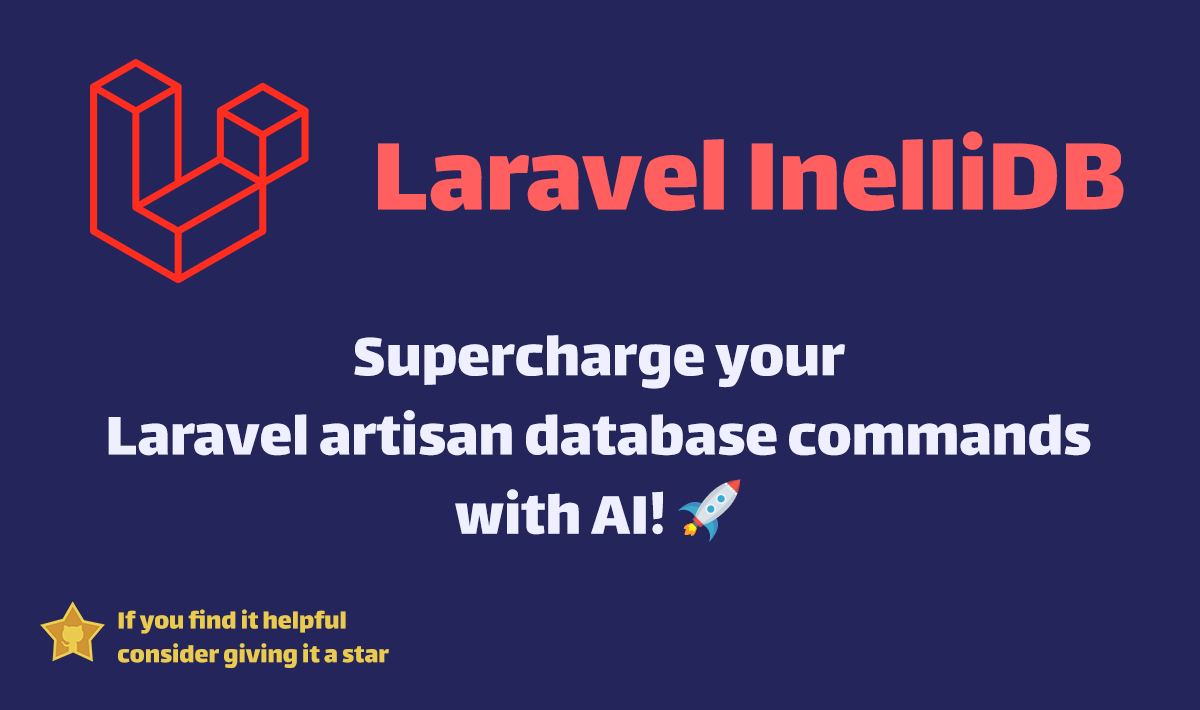 Laravel InelliDB
Supercharge your
Laravel artisan database commands
with AI! 🚀
If you find it helpful
consider giving it a star